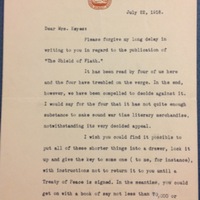 July 22, 1918.
Dear Mrs. Keyes:
Please forgive my long delay in
writing to you in regard to the publication of
"The Shield of Flath."
It has been read by four of us here
and the four have trembled on the verge. In the end,
however, we have been compelled to decide against it.
I would say for the four that it has not quite enough
substance to make sound war time literary merchandise,
notwithstanding its very decided appeal.
I wish you could find it possible to
put all of these shorter things into a drawer, lock it
up and give the key to some one ( to me, for instance),
with instructions not to return it to you until a
Treaty of Peace is signed. In the meantime, you could
get on with a book of say not less than 70,000 or